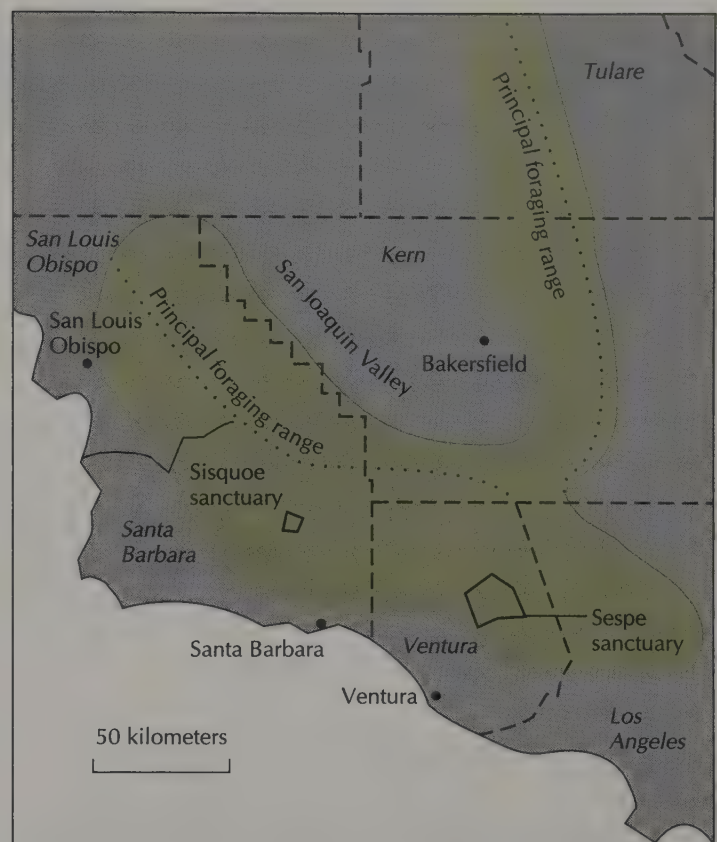 Tulare
Principal foraging range
San Louis
Obispo
Kern
San Joaquin Valley
San Louis
Obispo
Principal foraging range
Bakersfield
Sisquoe
sanctuary
Santa
Barbara
Sespe
sanctuary
Santa Barbara
Ventura
Ventura
Los
Angeles
50 kilometers